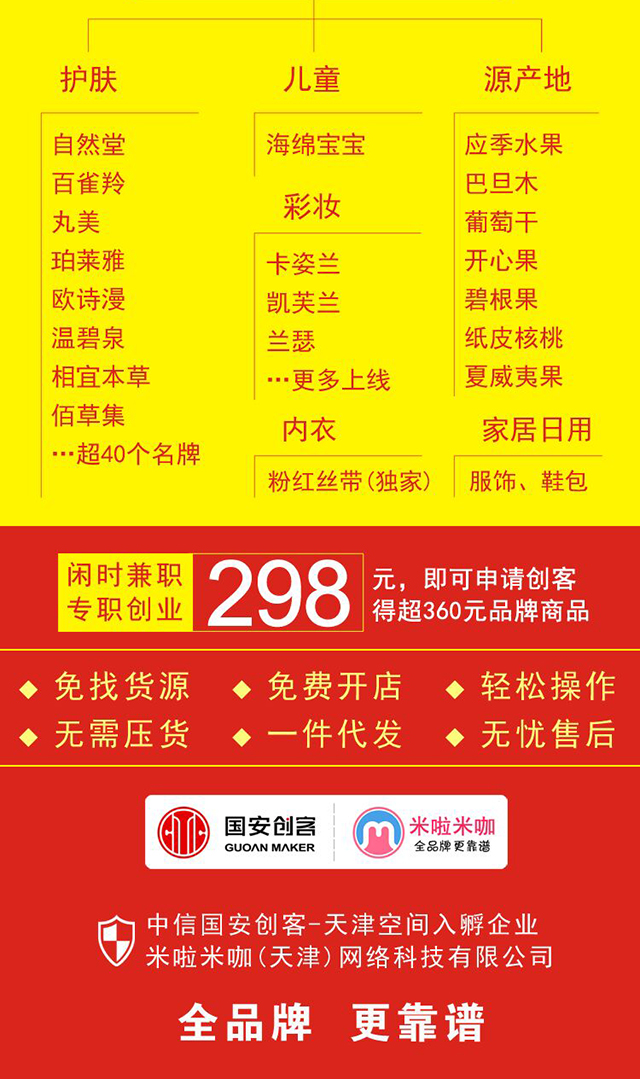 护肤
自然堂
百雀羚
丸美
珀莱雅
欧诗漫
温碧泉
相宜本草
佰草集
…超40个名牌
儿童
海绵宝宝
彩妆
卡姿兰
凯芙兰
兰瑟
…更多上线
内衣
粉红丝带(独家)
源产地
应季水果
巴旦木
葡萄干
开心果
碧根果
纸皮核桃
夏威夷果
家居日用
服饰、鞋包
闲时兼职
专职创业
298
元，即可申请创客
得超360元品牌商品
◆ 免找货源 ◆ 免费开店 ◆ 轻松操作
◆ 无需压货 ◆ 一件代发 ◆ 无忧售后
国安创客
GUOAN MAKER
米啦米咖
全品牌更靠谱
中信国安创客-天津空间入孵企业
米啦米咖(天津)网络科技有限公司
全品牌 更靠谱